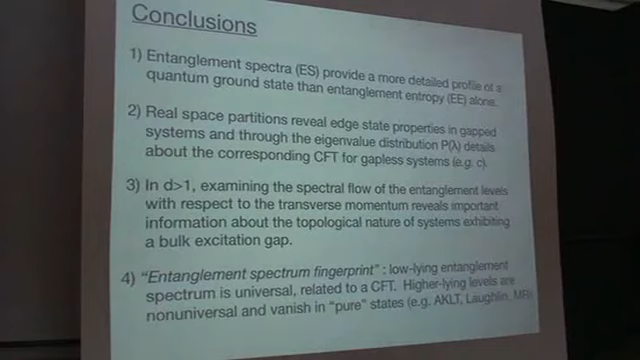 Conclusions
1) Entanglement spectra (ES) provide a more detailed profile of a
quantum ground state than entanglement entropy (EE) alone.
2) Real space partitions reveal edge state properties in gapped
systems and through the eigenvalue distribution P(λ) details
about the corresponding CFT for gapless systems (e.g. c).
3) In d>1, examining the spectral flow of the entanglement levels
with respect to the transverse momentum reveals important
information about the topological nature of systems exhibiting
a bulk excitation gap.
4) “Entanglement spectrum fingerprint” : low-lying entanglement
spectrum is universal, related to a CFT. Higher-lying levels are
nonuniversal and vanish in “pure” states (e.g. AKLT, Laughlin,